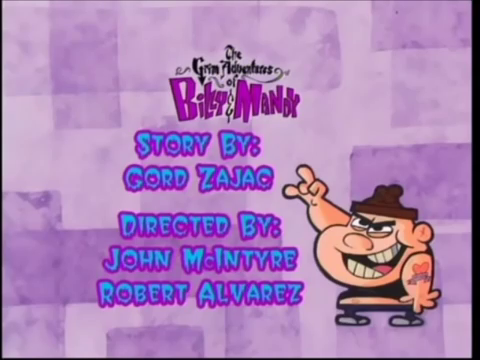 The
Grim Adventures
of
Billy & Mandy
Story By:
Gord Zajac
Directed By:
John McIntyre
Robert Alvarez